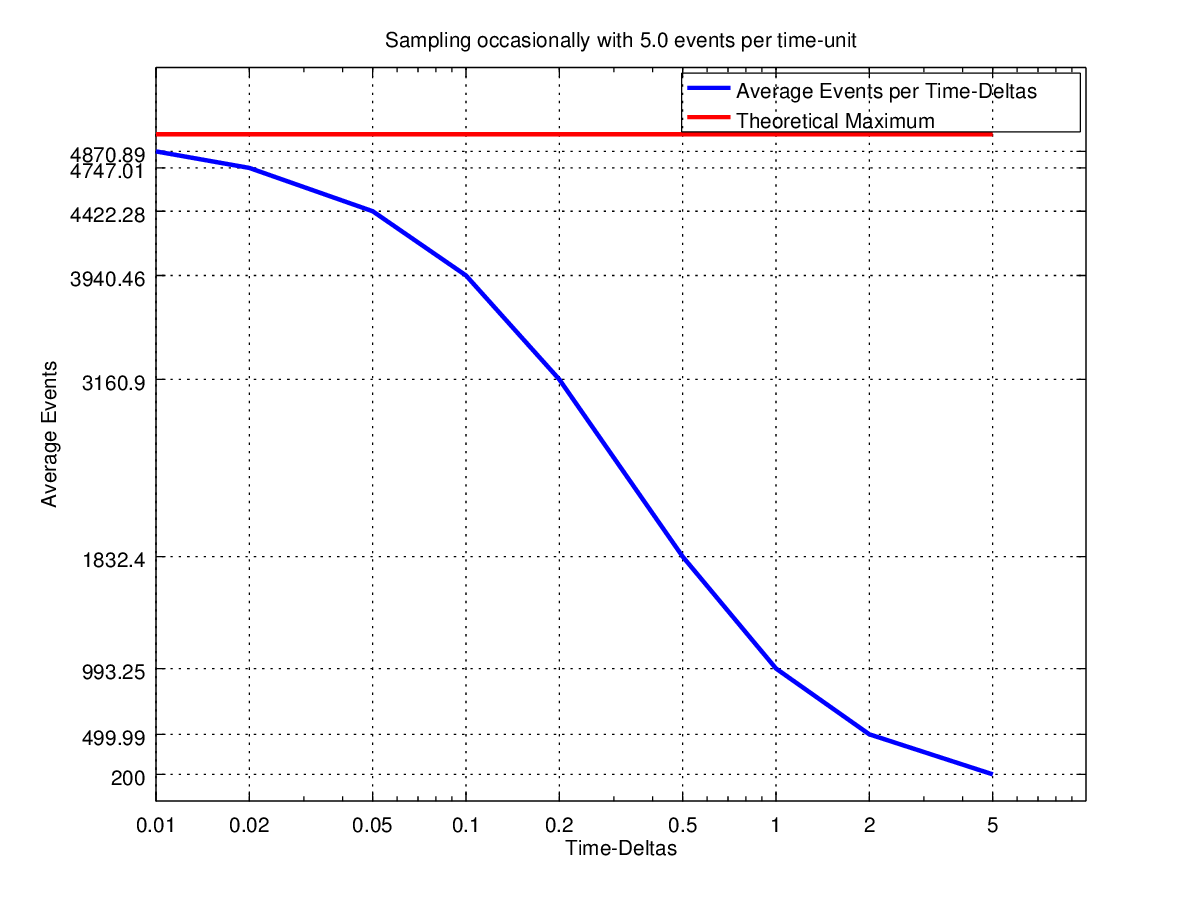 Sampling occasionally with 5.0 events per time-unit
Average Events per Time-Deltas
Theoretical Maximum
4870.89
4747.01
4422.28
3940.46
3160.9
1832.4
993.25
499.99
200
Average Events
0.01 0.02 0.05 0.1 0.2 0.5 1 2 5
Time-Deltas